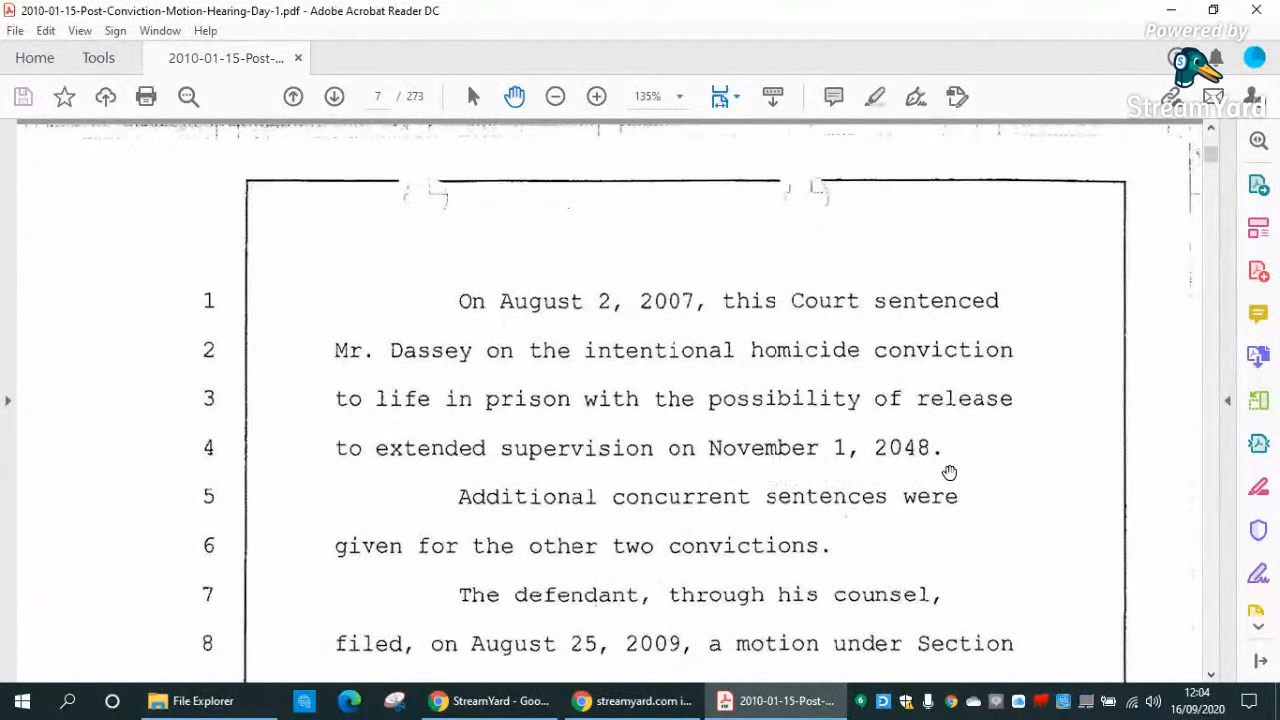 2010-01-15-Post-Conviction-Motion-Hearing-Day-1.pdf - Adobe Acrobat Reader DC
File Edit View Sign Window Help
Powered by
StreamYard
Home Tools 2010-01-15-Post-... ×
7 / 273 135%
1 On August 2, 2007, this Court sentenced
2 Mr. Dassey on the intentional homicide conviction
3 to life in prison with the possibility of release
4 to extended supervision on November 1, 2048.
5 Additional concurrent sentences were
6 given for the other two convictions.
7 The defendant, through his counsel,
8 filed, on August 25, 2009, a motion under Section
File Explorer StreamYard - Goo... streamyard.com i... 2010-01-15-Post-...
12:04
16/09/2020